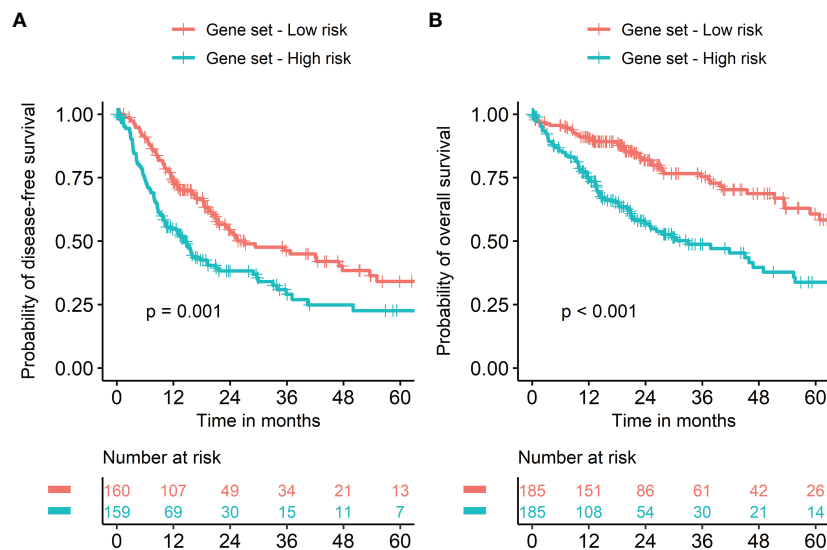 A
Gene set - Low risk
Gene set - High risk
Probability of disease-free survival
1.00
0.75
0.50
0.25
0.00
p = 0.001
0 12 24 36 48 60
Time in months
Number at risk
160 107 49 34 21 13
159 69 30 15 11 7
0 12 24 36 48 60
B
Gene set - Low risk
Gene set - High risk
Probability of overall survival
1.00
0.75
0.50
0.25
0.00
p < 0.001
0 12 24 36 48 60
Time in months
Number at risk
185 151 86 61 42 26
185 108 54 30 21 14
0 12 24 36 48 60